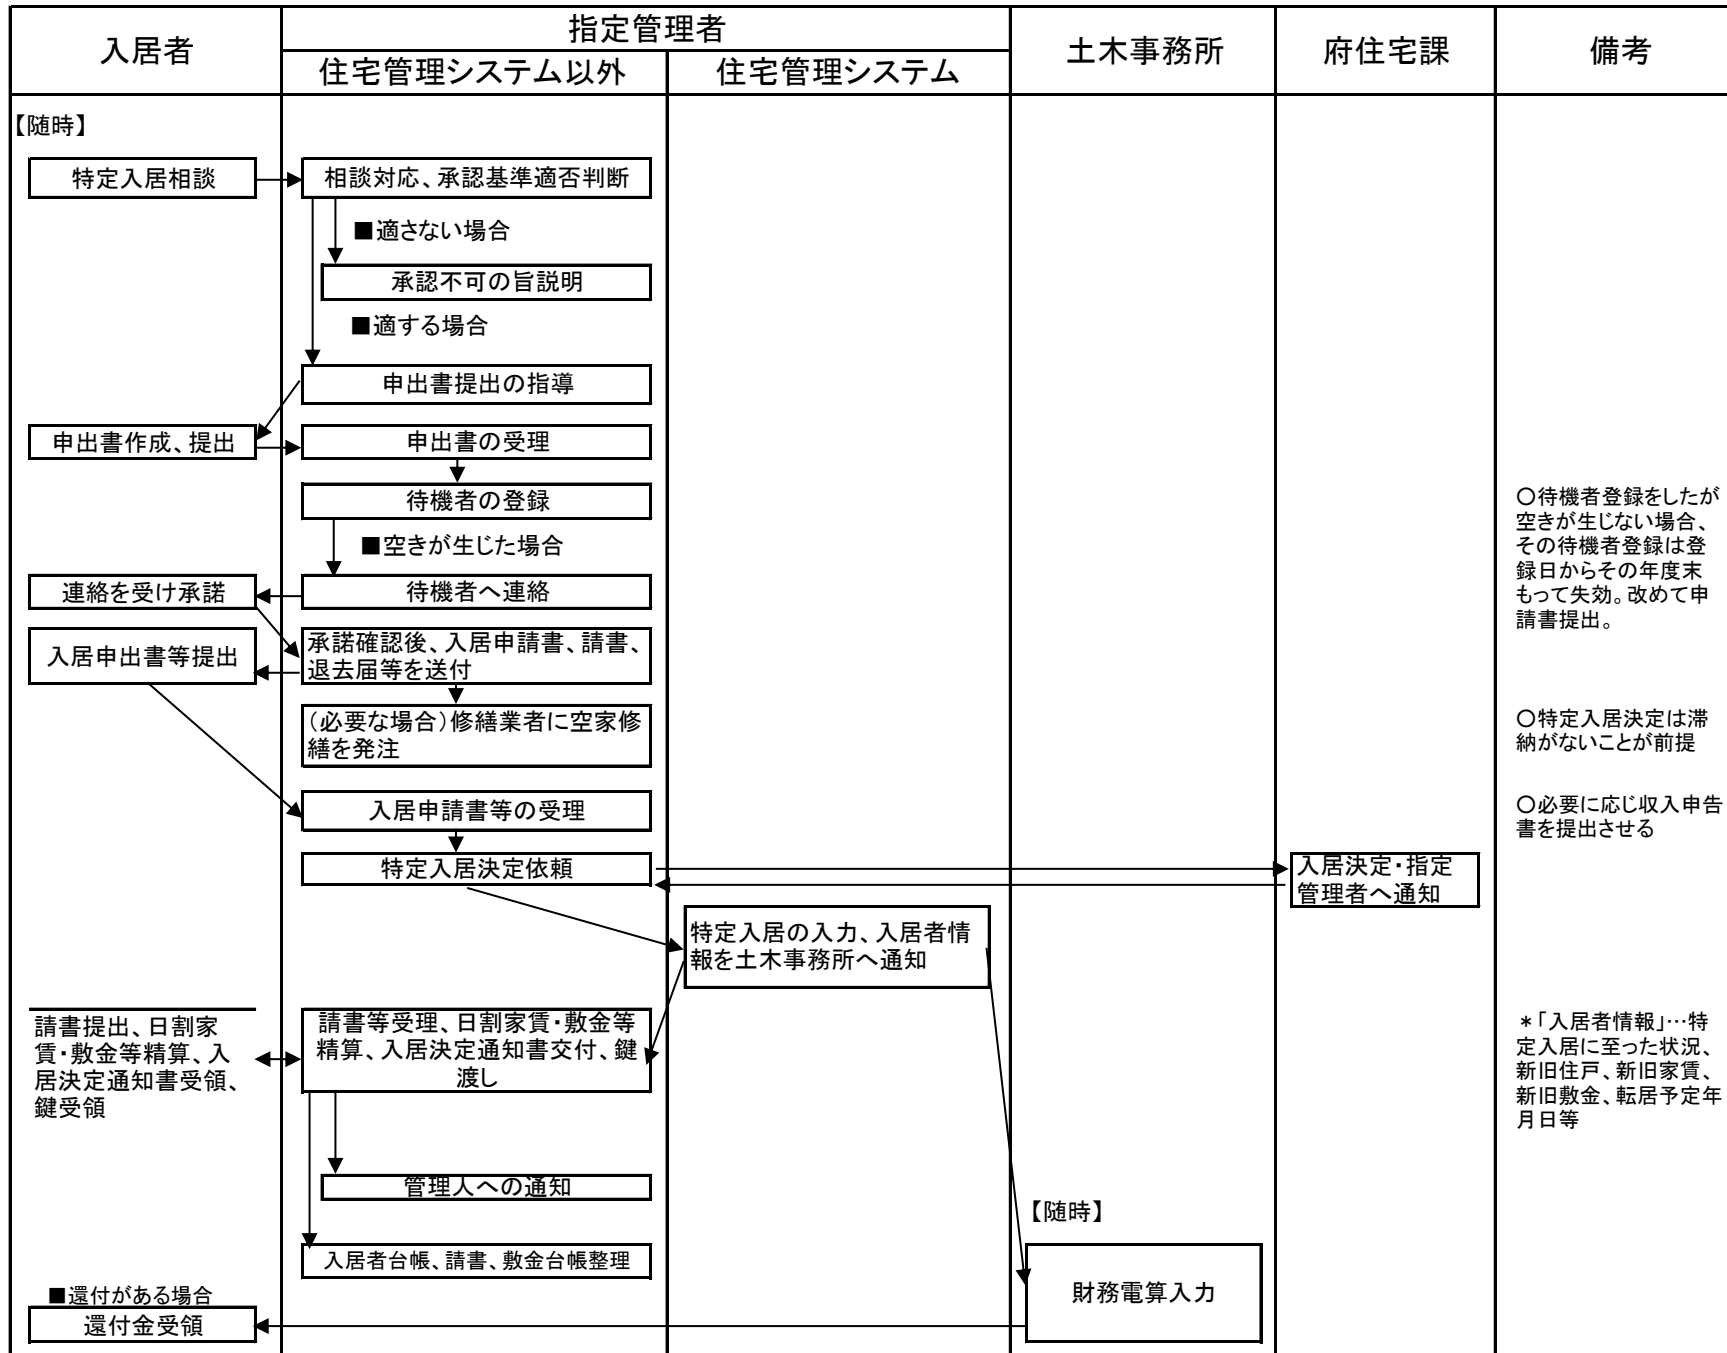 入居者
指定管理者
住宅管理システム以外
住宅管理システム
土木事務所
府住宅課
備考
【随時】
特定入居相談
相談対応、承認基準適否判断
■適さない場合
承認不可の旨説明
■適する場合
申出書提出の指導
申出書作成、提出
申出書の受理
待機者の登録
■空きが生じた場合
連絡を受け承諾
待機者へ連絡
〇待機者登録をしたが
空きが生じない場合、
その待機者登録は登
録日からその年度末
もって失効。改めて申
請書提出。
入居申出書等提出
承諾確認後、入居申請書、請書、
退去届等を送付
(必要な場合)修繕業者に空家修
繕を発注
〇特定入居決定は滞
納がないことが前提
入居申請書等の受理
〇必要に応じ収入申告
書を提出させる
特定入居決定依頼
入居決定・指定
管理者へ通知
特定入居の入力、入居者情
報を土木事務所へ通知
請書提出、日割家
賃・敷金等精算、入
居決定通知書受領、
鍵受領
請書等受理、日割家賃・敷金等
精算、入居決定通知書交付、鍵
渡し
＊「入居者情報」…特
定入居に至った状況、
新旧住戸、新旧家賃、
新旧敷金、転居予定年
月日等
管理人への通知
【随時】
入居者台帳、請書、敷金台帳整理
財務電算入力
■還付がある場合
還付金受領